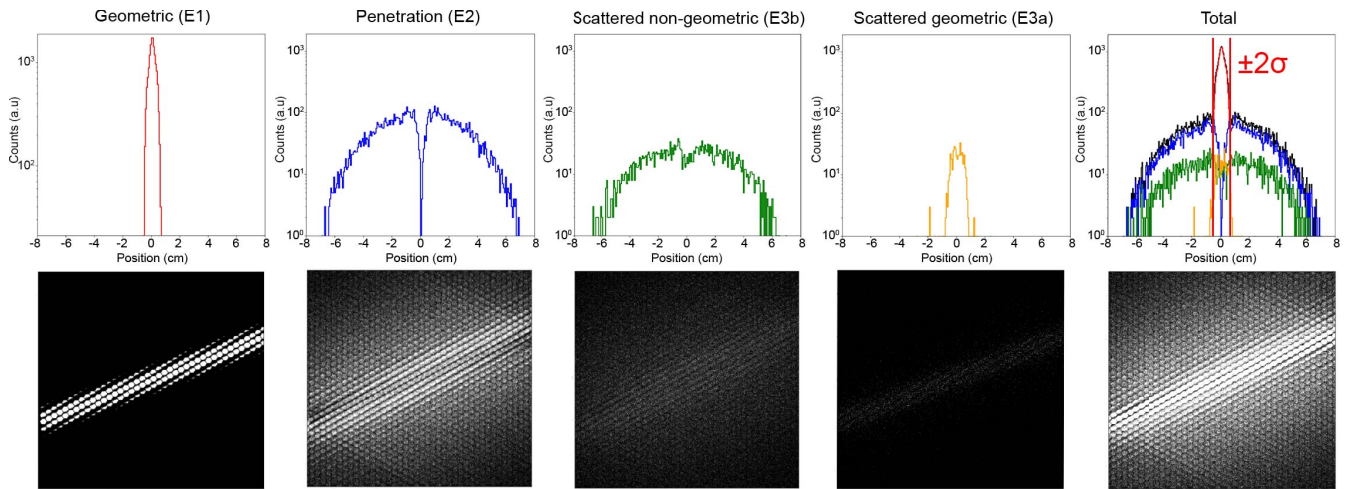 Geometric (E1)
Counts (a.u)
10³
10²
-8 -6 -4 -2 0 2 4 6 8
Position (cm)
Penetration (E2)
Counts (a.u)
10³
10²
10¹
10⁰
-8 -6 -4 -2 0 2 4 6 8
Position (cm)
Scattered non-geometric (E3b)
Counts (a.u)
10³
10²
10¹
10⁰
-8 -6 -4 -2 0 2 4 6 8
Position (cm)
Scattered geometric (E3a)
Counts (a.u)
10³
10²
10¹
10⁰
-8 -6 -4 -2 0 2 4 6 8
Position (cm)
Total
±2σ
Counts (a.u)
10³
10²
10¹
10⁰
-8 -6 -4 -2 0 2 4 6 8
Position (cm)